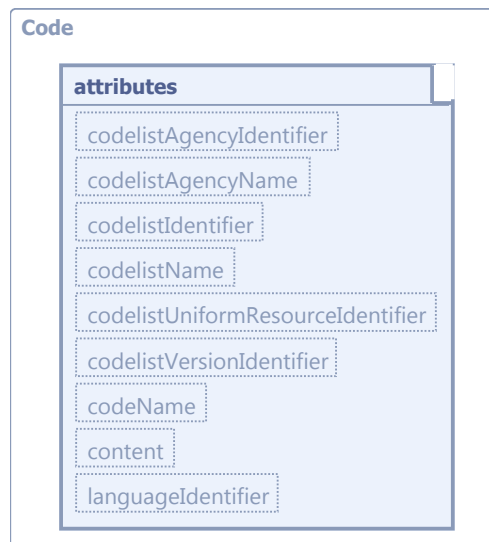 Code
attributes
codelistAgencyIdentifier
codelistAgencyName
codelistIdentifier
codelistName
codelistUniformResourceIdentifier
codelistVersionIdentifier
codeName
content
languageIdentifier